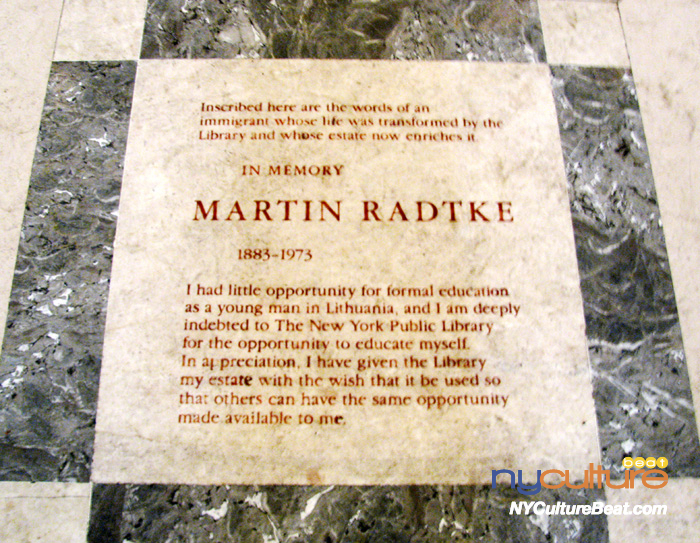 Inscribed here are the words of an
immigrant whose life was transformed by the
Library and whose estate now enriches it.
IN MEMORY
MARTIN RADTKE
1883-1973
I had little opportunity for formal education
as a young man in Lithuania, and I am deeply
indebted to The New York Public Library
for the opportunity to educate myself.
In appreciation, I have given the Library
my estate with the wish that it be used so
that others can have the same opportunity
made available to me.
beat
nyculture
NYCultureBeat.com